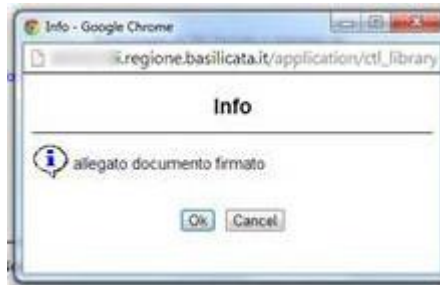 Info - Google Chrome
i.regione.basilicata.it/application/ctl_library
Info
allegato documento firmato
Ok Cancel